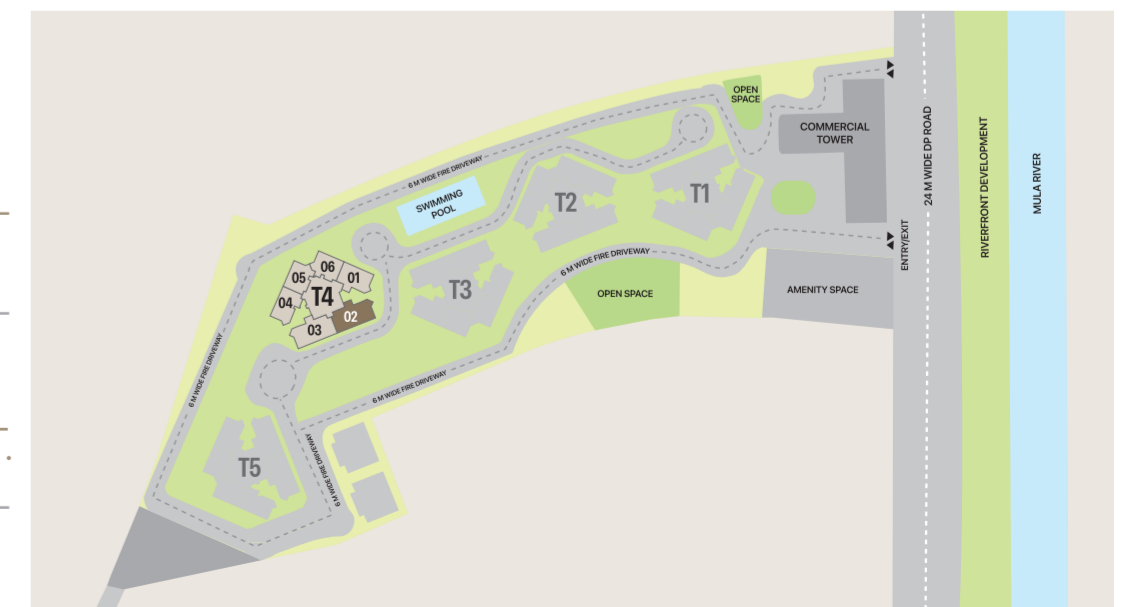 OPEN
SPACE
COMMERCIAL
TOWER
24 M WIDE DP ROAD
RIVERFRONT DEVELOPMENT
MULA RIVER
6 M WIDE FIRE DRIVEWAY
SWIMMING
POOL
T2
T1
ENTRY/EXIT
6 M WIDE FIRE DRIVEWAY
06
05
01
T4
T3
OPEN SPACE
AMENITY SPACE
04
02
03
6 M WIDE FIRE DRIVEWAY
6 M WIDE FIRE DRIVEWAY
6 M WIDE FIRE DRIVEWAY
T5